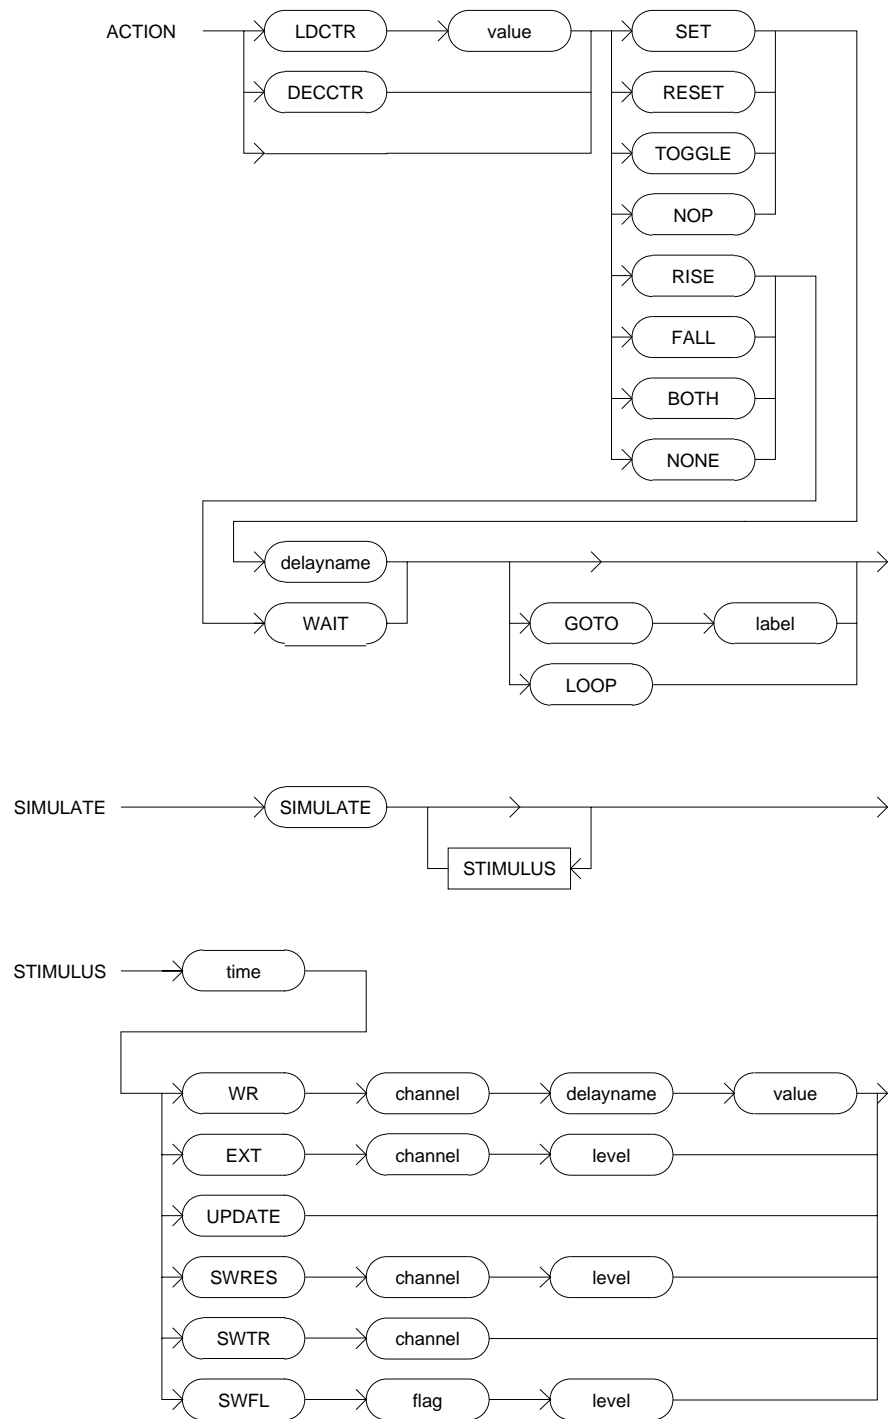 ACTION LDCTR value SET
DECCTR RESET
TOGGLE
NOP
RISE
FALL
BOTH
NONE
delayname
WAIT GOTO label
LOOP
SIMULATE SIMULATE
STIMULUS
STIMULUS time
WR channel delayname value
EXT channel level
UPDATE
SWRES channel level
SWTR channel
SWFL flag level